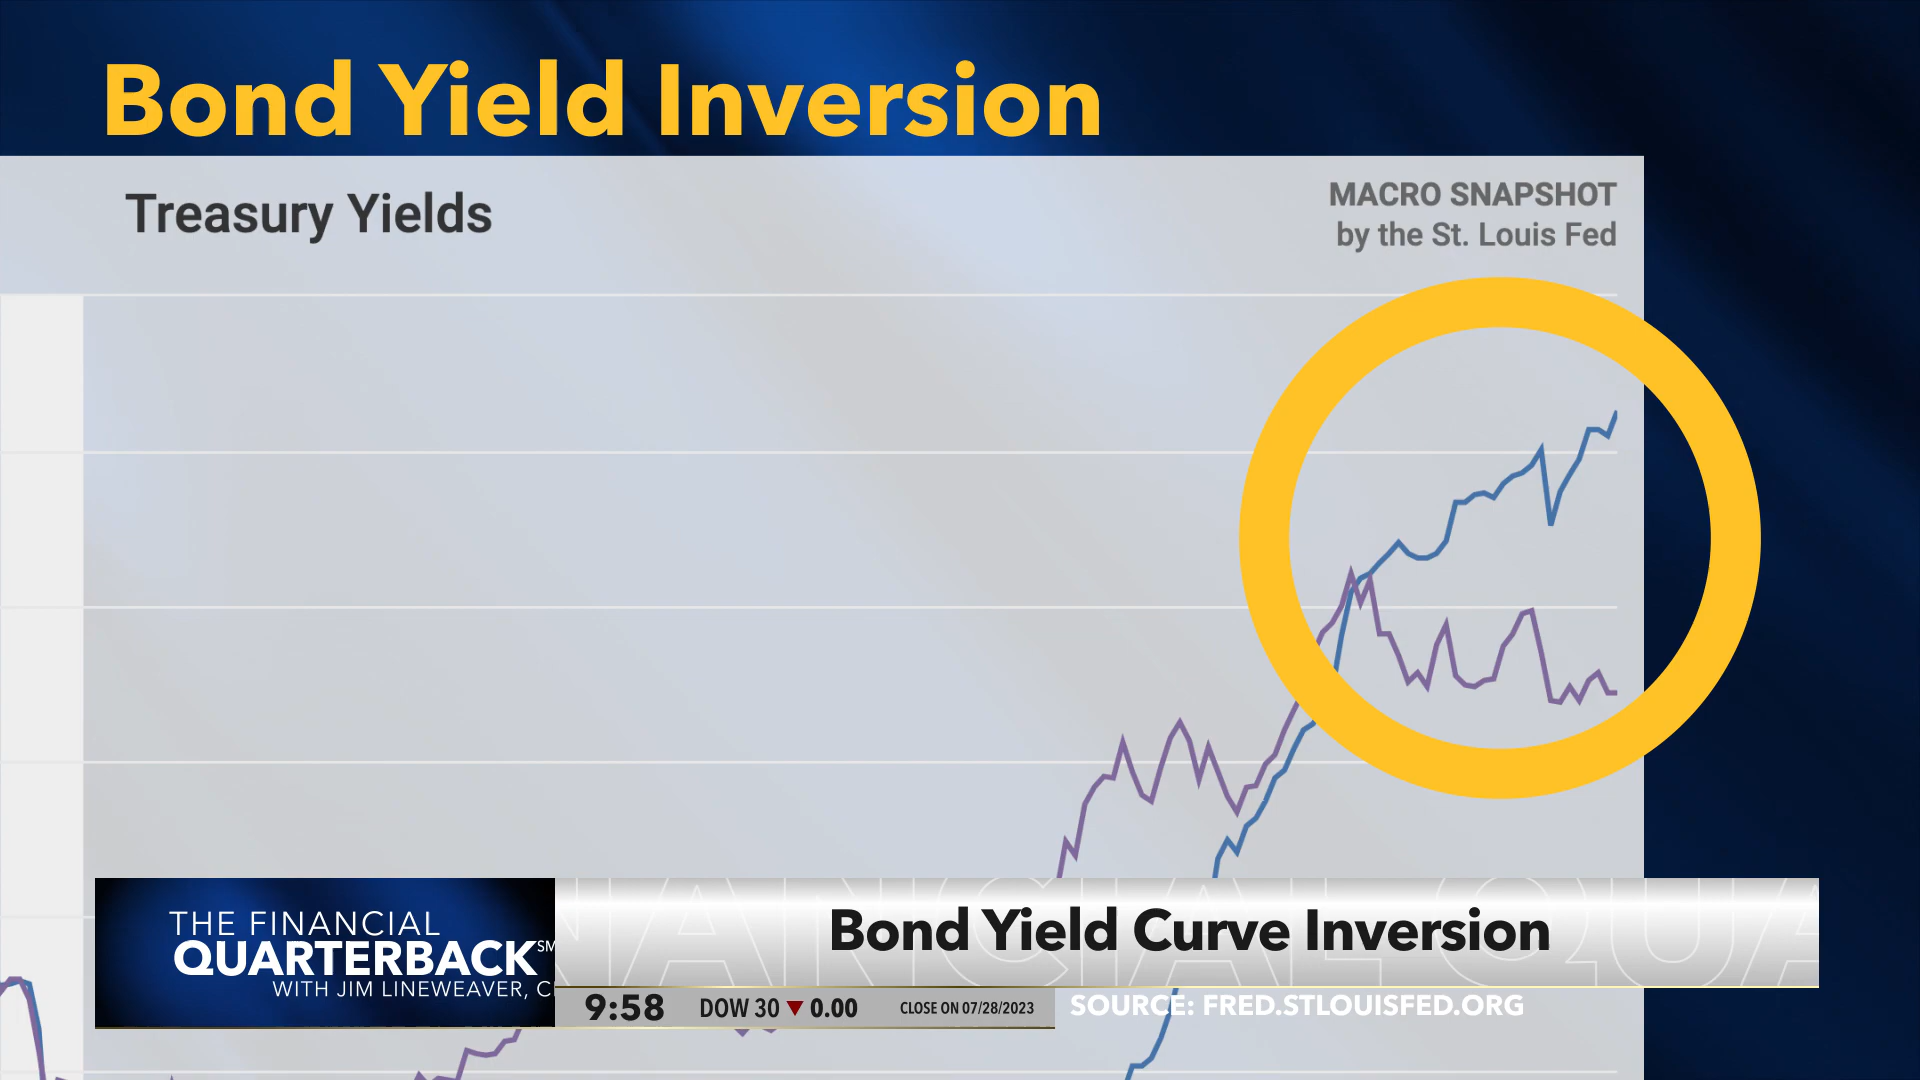 Bond Yield Inversion
Treasury Yields
MACRO SNAPSHOT
by the St. Louis Fed
THE FINANCIAL
QUARTERBACK℠
WITH JIM LINEWEAVER, C
Bond Yield Curve Inversion
9:58 DOW 30 ▼ 0.00 CLOSE ON 07/28/2023
SOURCE: FRED.STLOUISFED.ORG